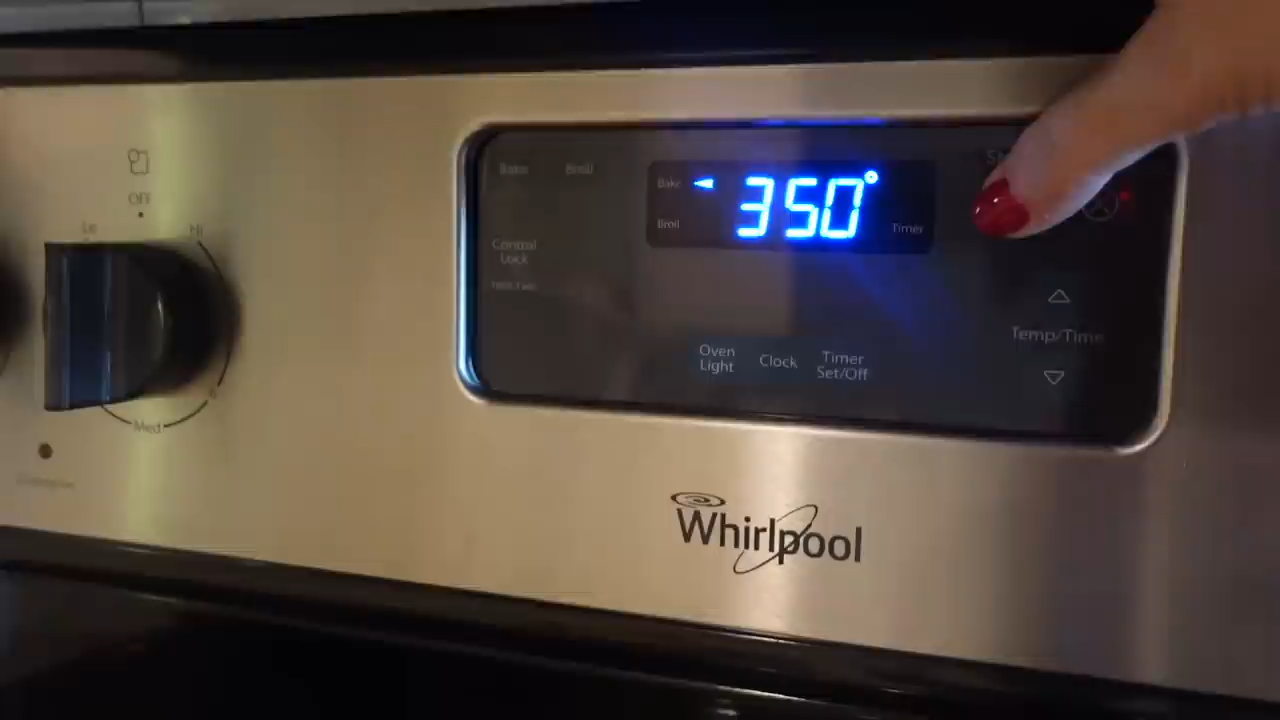 OFF
Lo
Hi
Med
Bake
Broil
Control
Lock
Bake
350°
Broil
Timer
Oven
Light
Clock
Timer
Set/Off
Temp/Time
Whirlpool